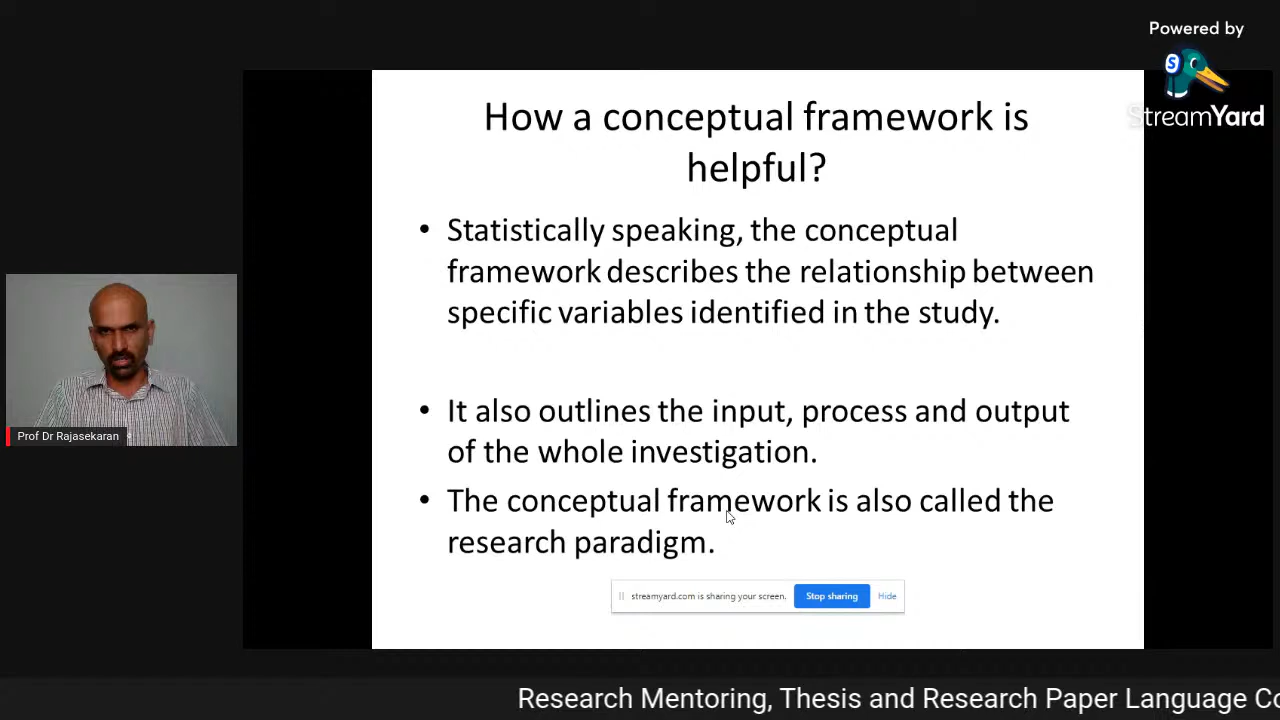 Powered by
StreamYard
How a conceptual framework is
helpful?
• Statistically speaking, the conceptual
framework describes the relationship between
specific variables identified in the study.
• It also outlines the input, process and output
of the whole investigation.
• The conceptual framework is also called the
research paradigm.
Prof Dr Rajasekaran
streamyard.com is sharing your screen.
Stop sharing
Hide
Research Mentoring, Thesis and Research Paper Language Co